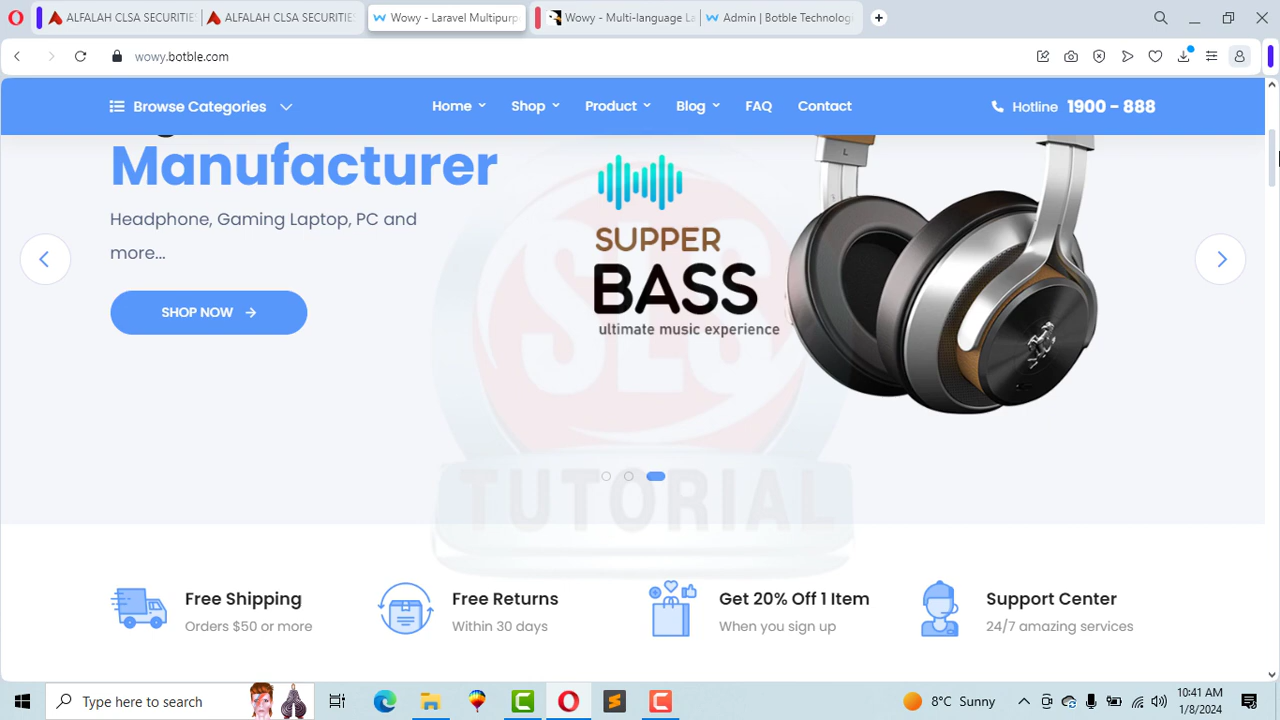 ALFALAH CLSA SECURITIE
ALFALAH CLSA SECURITIE
Wowy - Laravel Multipurp
Wowy - Multi-language La
Admin | Botble Technolog
wowy.botble.com
Browse Categories
Home
Shop
Product
Blog
FAQ
Contact
Hotline 1900 - 888
Manufacturer
Headphone, Gaming Laptop, PC and
more...
SHOP NOW
SUPPER
BASS
ultimate music experience
L
SLS
TUTORIAL
Free Shipping
Orders $50 or more
Free Returns
Within 30 days
Get 20% Off 1 Item
When you sign up
Support Center
24/7 amazing services
Type here to search
8°C Sunny
10:41 AM
1/8/2024